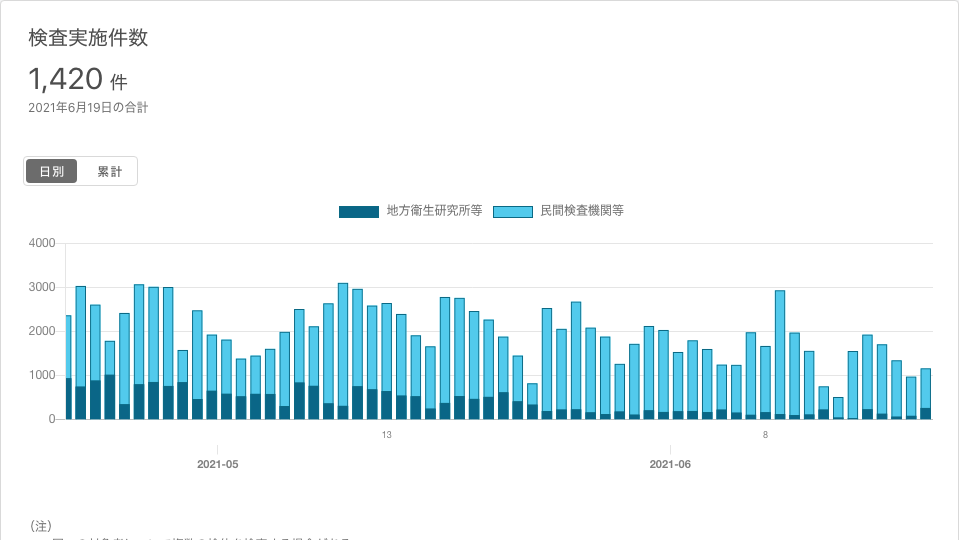 検査実施件数
1,420 件
2021年6月19日の合計
日別 累計
地方衛生研究所等 民間検査機関等
4000
3000
2000
1000
0
13 8
2021-05 2021-06
（注）